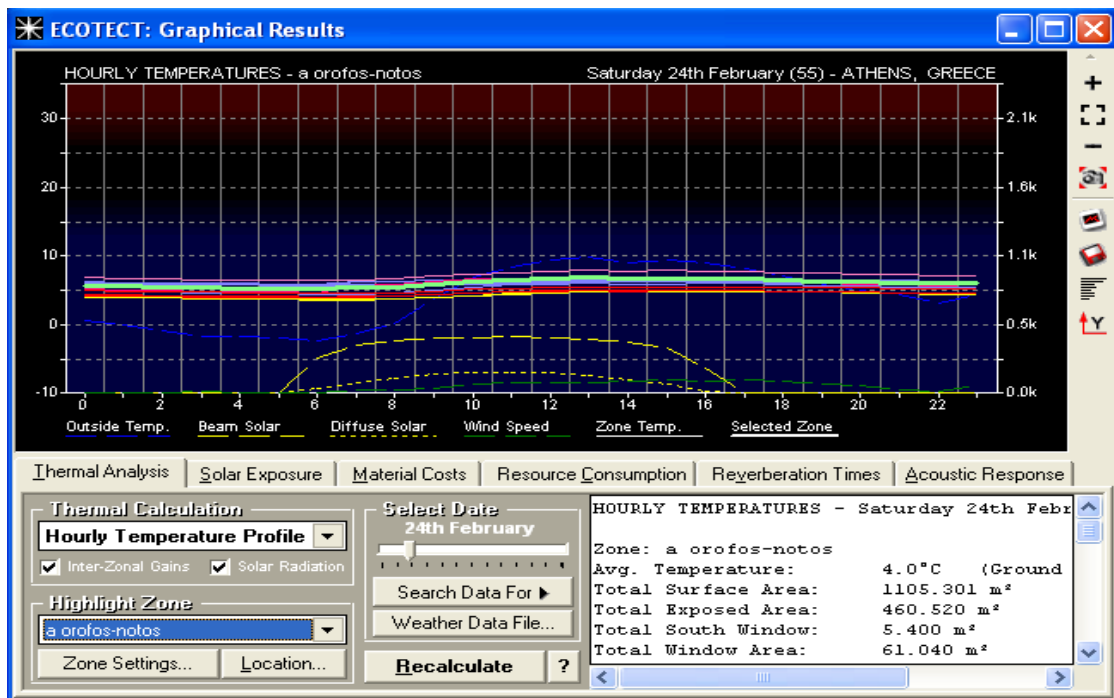 ECOTECT: Graphical Results
HOURLY TEMPERATURES - a orofos-notos Saturday 24th February (55) - ATHENS, GREECE
30 2.1k
20 1.6k
10 1.1k
0 0.5k
-10 0.0k
0 2 4 6 8 10 12 14 16 18 20 22
Outside Temp. Beam Solar Diffuse Solar Wind Speed Zone Temp. Selected Zone
Y
Thermal Analysis Solar Exposure Material Costs Resource Consumption Reverberation Times Acoustic Response
Thermal Calculation
Hourly Temperature Profile
Inter-Zonal Gains Solar Radiation
Highlight Zone
a orofos-notos
Zone Settings... Location...
Select Date
24th February
Search Data For
Weather Data File...
Recalculate ?
HOURLY TEMPERATURES - Saturday 24th Febr
Zone: a orofos-notos
Avg. Temperature: 4.0°C (Ground
Total Surface Area: 1105.301 m²
Total Exposed Area: 460.520 m²
Total South Window: 5.400 m²
Total Window Area: 61.040 m²